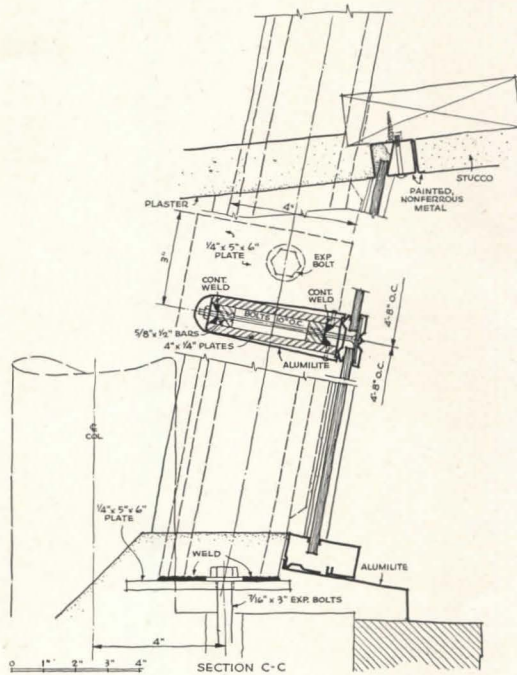 STUCCO
PAINTED,
NONFERROUS
METAL
PLASTER
4"
1/4" x 5" x 6"
PLATE
3"
EXP.
BOLT
CONT.
WELD
CONT.
WELD
BOLTS 10" O.C.
5/8" x 1/2" BARS
4" x 1/4" PLATES
ALUMILITE
4'-8" O.C.
4'-8" O.C.
℄
COL.
1/4" x 5" x 6"
PLATE
WELD
ALUMILITE
7/16" x 3" EXP. BOLTS
4"
0 1" 2" 3" 4"
SECTION C-C